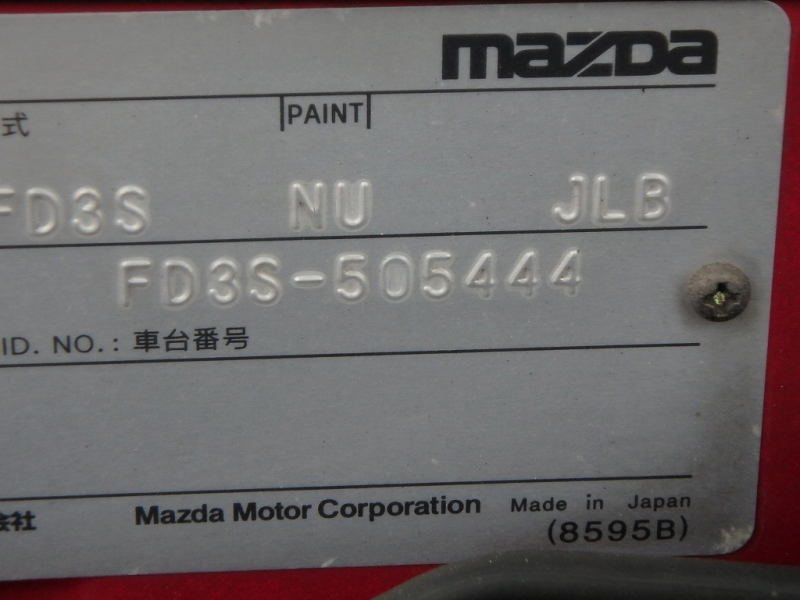 mazda
式 PAINT
FD3S NU JLB
FD3S-505444
ID. NO.: 車台番号
Mazda Motor Corporation Made in Japan
(8595B)